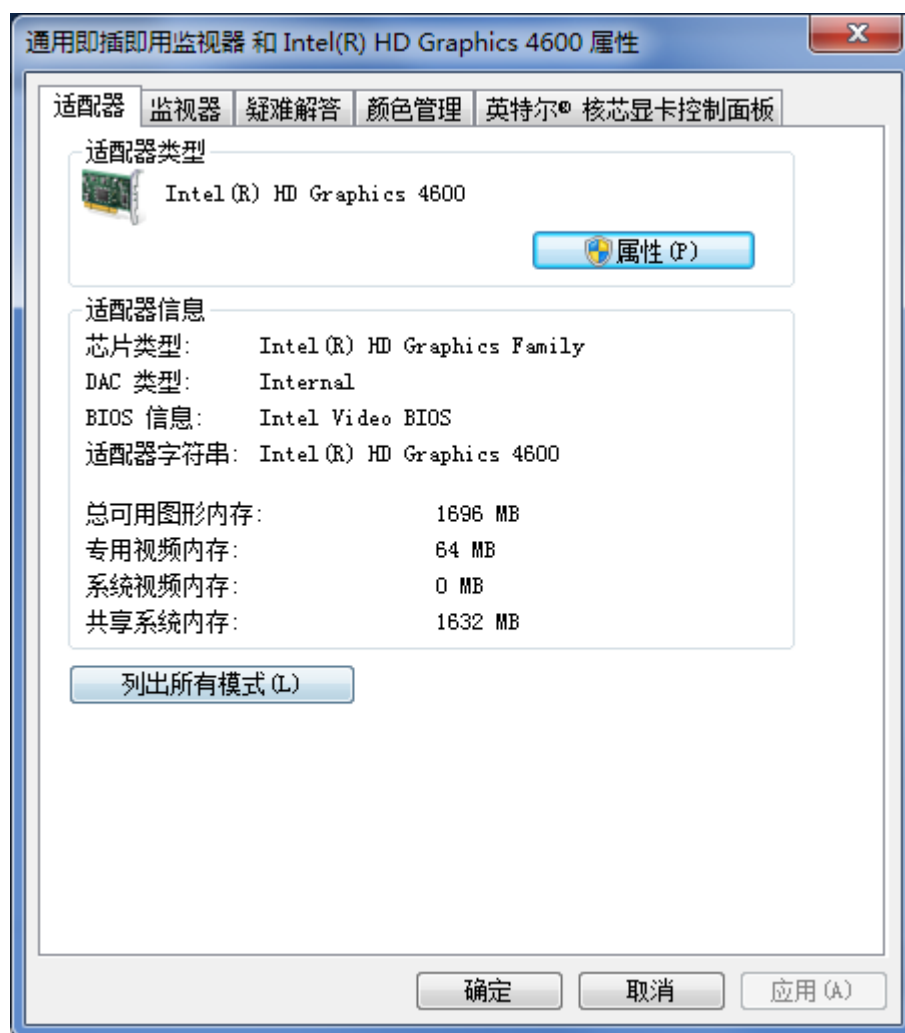 通用即插即用监视器 和 Intel(R) HD Graphics 4600 属性
适配器 监视器 疑难解答 颜色管理 英特尔® 核芯显卡控制面板
适配器类型
Intel(R) HD Graphics 4600
属性(P)
适配器信息
芯片类型: Intel(R) HD Graphics Family
DAC 类型: Internal
BIOS 信息: Intel Video BIOS
适配器字符串: Intel(R) HD Graphics 4600
总可用图形内存: 1696 MB
专用视频内存: 64 MB
系统视频内存: 0 MB
共享系统内存: 1632 MB
列出所有模式(L)
确定 取消 应用(A)